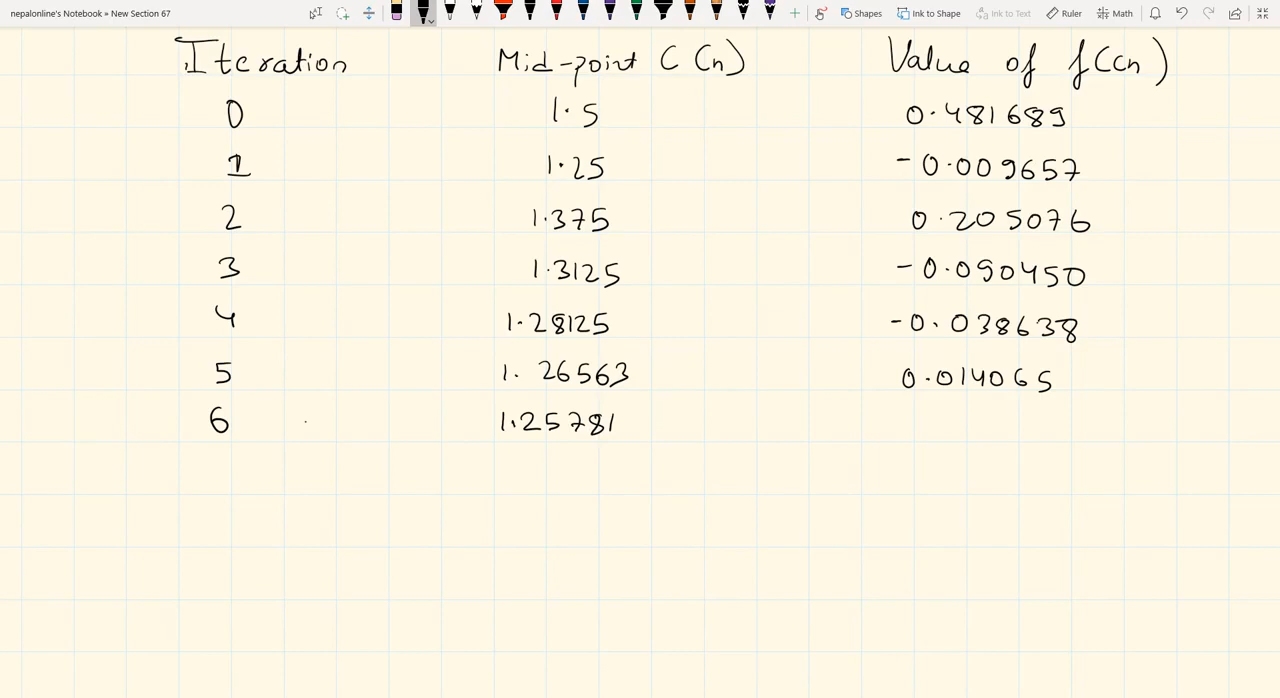 nepalonline's Notebook » New Section 67
Shapes Ink to Shape Ink to Text Ruler Math
Iteration Mid-point C (Cn) Value of f(Cn)
0 1.5 0.481689
1 1.25 -0.009657
2 1.375 0.205076
3 1.3125 -0.090450
4 1.28125 -0.038638
5 1.26563 0.014065
6 1.25781